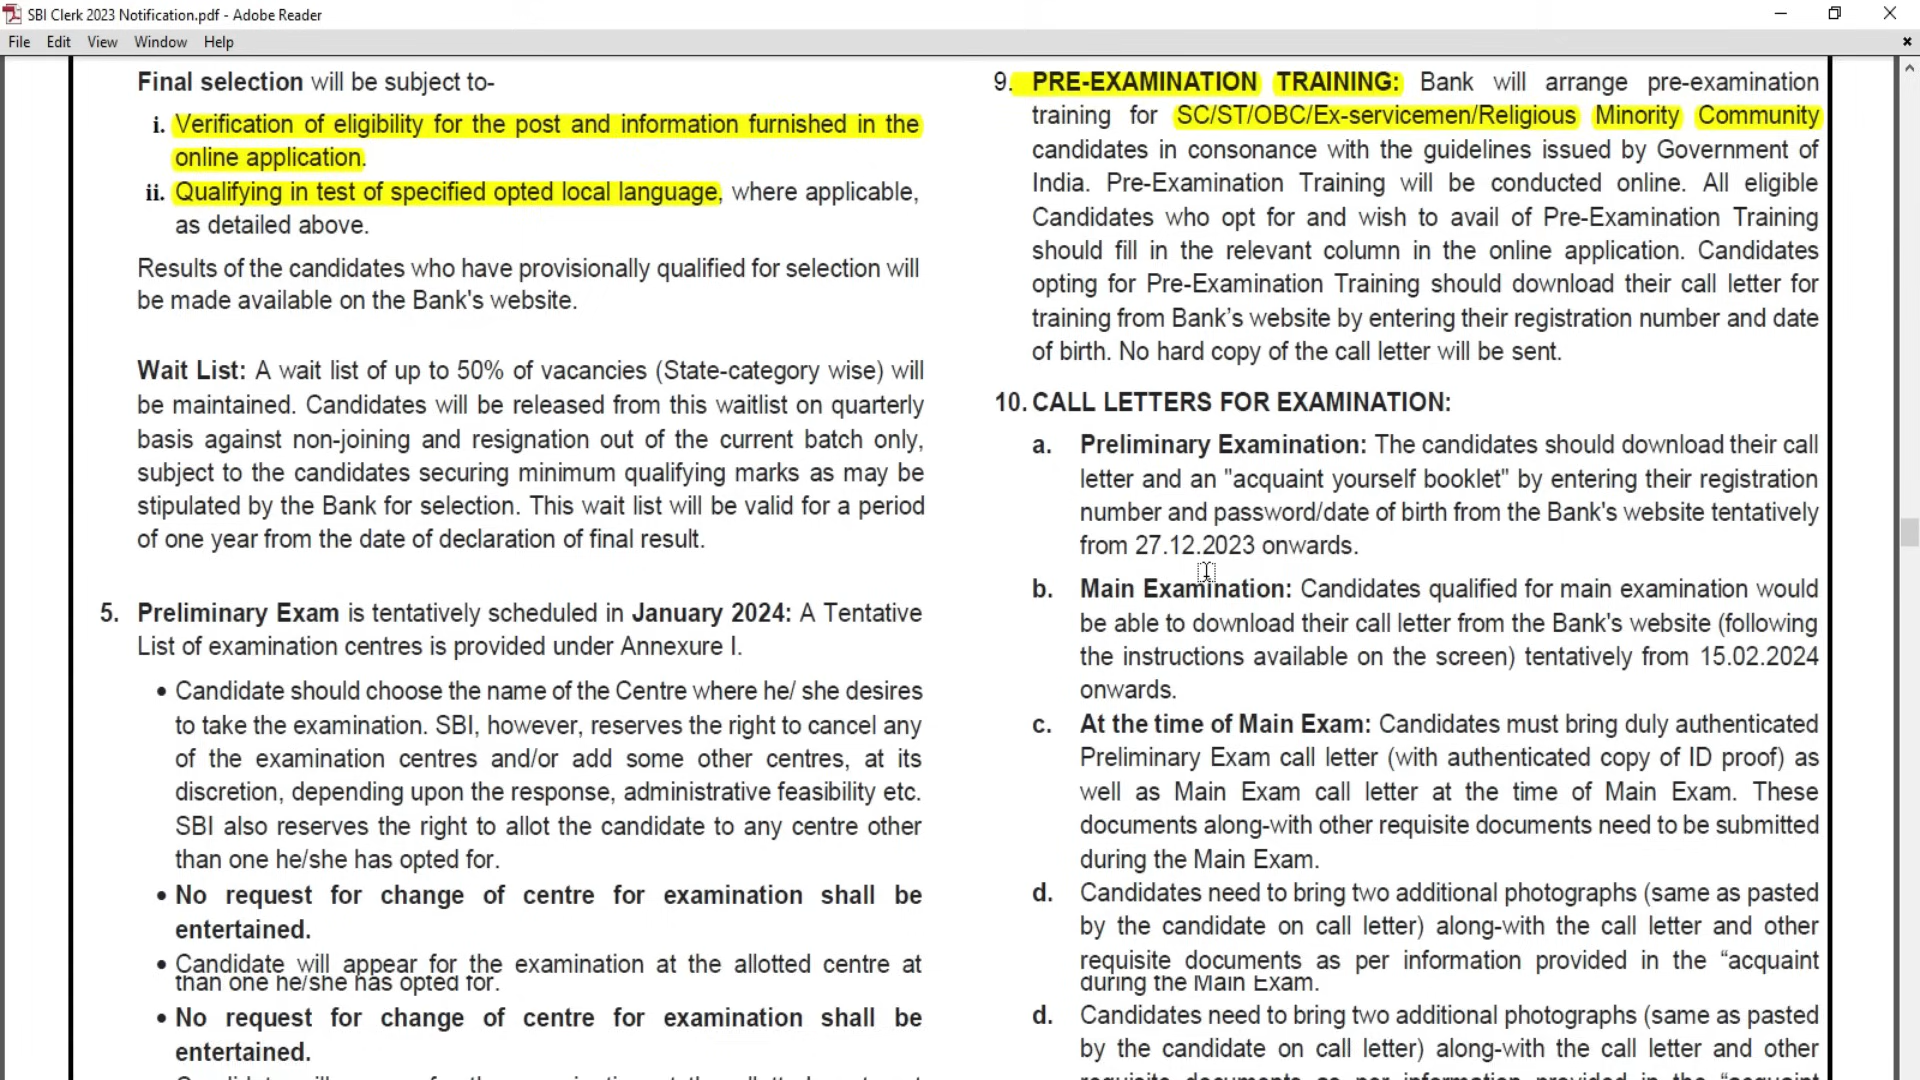 SBI Clerk 2023 Notification.pdf - Adobe Reader
File Edit View Window Help
Final selection will be subject to-
i. Verification of eligibility for the post and information furnished in the
online application.
ii. Qualifying in test of specified opted local language, where applicable,
as detailed above.
Results of the candidates who have provisionally qualified for selection will
be made available on the Bank's website.
Wait List: A wait list of up to 50% of vacancies (State-category wise) will
be maintained. Candidates will be released from this waitlist on quarterly
basis against non-joining and resignation out of the current batch only,
subject to the candidates securing minimum qualifying marks as may be
stipulated by the Bank for selection. This wait list will be valid for a period
of one year from the date of declaration of final result.
5. Preliminary Exam is tentatively scheduled in January 2024: A Tentative
List of examination centres is provided under Annexure I.
• Candidate should choose the name of the Centre where he/ she desires
to take the examination. SBI, however, reserves the right to cancel any
of the examination centres and/or add some other centres, at its
discretion, depending upon the response, administrative feasibility etc.
SBI also reserves the right to allot the candidate to any centre other
than one he/she has opted for.
• No request for change of centre for examination shall be
entertained.
• Candidate will appear for the examination at the allotted centre at
than one he/she has opted for.
• No request for change of centre for examination shall be
entertained.
9. PRE-EXAMINATION TRAINING: Bank will arrange pre-examination
training for SC/ST/OBC/Ex-servicemen/Religious Minority Community
candidates in consonance with the guidelines issued by Government of
India. Pre-Examination Training will be conducted online. All eligible
Candidates who opt for and wish to avail of Pre-Examination Training
should fill in the relevant column in the online application. Candidates
opting for Pre-Examination Training should download their call letter for
training from Bank’s website by entering their registration number and date
of birth. No hard copy of the call letter will be sent.
10. CALL LETTERS FOR EXAMINATION:
a. Preliminary Examination: The candidates should download their call
letter and an "acquaint yourself booklet" by entering their registration
number and password/date of birth from the Bank's website tentatively
from 27.12.2023 onwards.
b. Main Examination: Candidates qualified for main examination would
be able to download their call letter from the Bank's website (following
the instructions available on the screen) tentatively from 15.02.2024
onwards.
c. At the time of Main Exam: Candidates must bring duly authenticated
Preliminary Exam call letter (with authenticated copy of ID proof) as
well as Main Exam call letter at the time of Main Exam. These
documents along-with other requisite documents need to be submitted
during the Main Exam.
d. Candidates need to bring two additional photographs (same as pasted
by the candidate on call letter) along-with the call letter and other
requisite documents as per information provided in the “acquaint
during the Main Exam.
d. Candidates need to bring two additional photographs (same as pasted
by the candidate on call letter) along-with the call letter and other